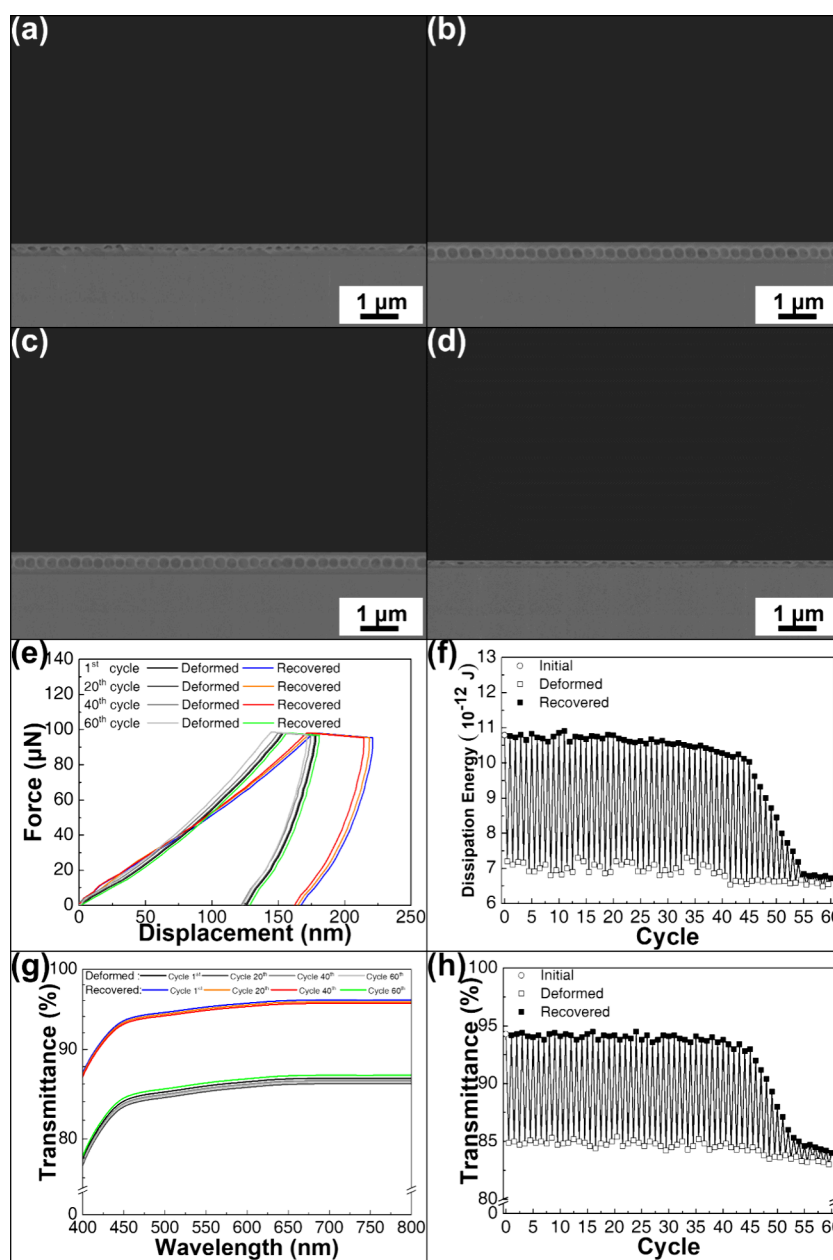 (a)
(b)
1 µm
1 µm
(c)
(d)
1 µm
1 µm
(e)
140
120
100
80
60
40
20
0
Force (µN)
1st cycle Deformed Recovered
20th cycle Deformed Recovered
40th cycle Deformed Recovered
60th cycle Deformed Recovered
0 50 100 150 200 250
Displacement (nm)
(f)
13
12
11
10
9
8
7
6
Dissipation Energy ( 10-12 J)
Initial
Deformed
Recovered
0 5 10 15 20 25 30 35 40 45 50 55 60
Cycle
(g)
100
90
80
0
Transmittance (%)
Deformed : Cycle 1st Cycle 20th Cycle 40th Cycle 60th
Recovered: Cycle 1st Cycle 20th Cycle 40th Cycle 60th
400 450 500 550 600 650 700 750 800
Wavelength (nm)
(h)
100
95
90
85
80
0
Transmittance (%)
Initial
Deformed
Recovered
0 5 10 15 20 25 30 35 40 45 50 55 60
Cycle